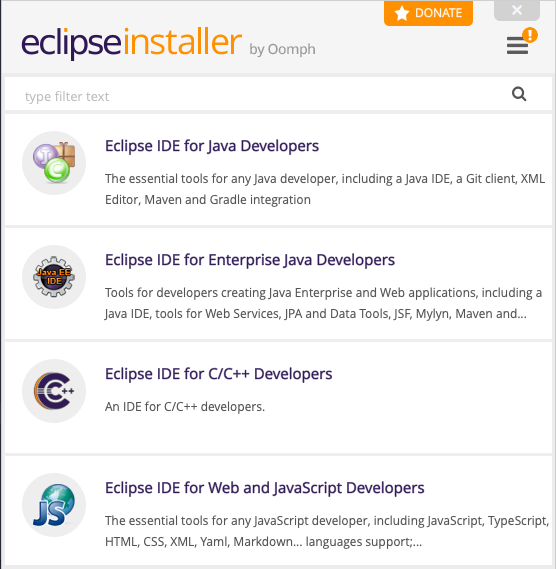 DONATE
eclipseinstaller by Oomph
!
type filter text
Eclipse IDE for Java Developers
The essential tools for any Java developer, including a Java IDE, a Git client, XML
Editor, Maven and Gradle integration
J
C
Eclipse IDE for Enterprise Java Developers
Java EE
IDE
Tools for developers creating Java Enterprise and Web applications, including a
Java IDE, tools for Web Services, JPA and Data Tools, JSF, Mylyn, Maven and...
Eclipse IDE for C/C++ Developers
C++
An IDE for C/C++ developers.
Eclipse IDE for Web and JavaScript Developers
JS
The essential tools for any JavaScript developer, including JavaScript, TypeScript,
HTML, CSS, XML, Yaml, Markdown... languages support;...